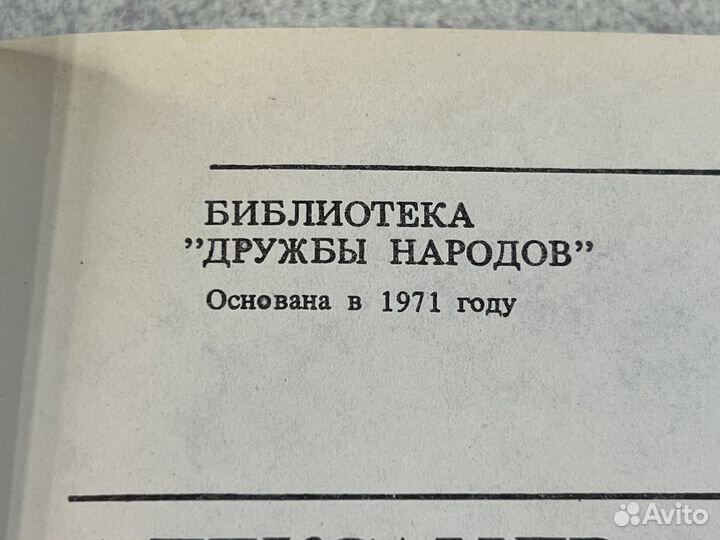 БИБЛИОТЕКА
”ДРУЖБЫ НАРОДОВ”
Основана в 1971 году
Avito